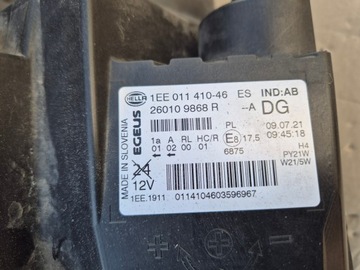 HELLA 1EE 011 410-46 ES IND:AB
26010 9868 R --A DG
EGEUS
MADE IN SLOVENIA
PL 09.07.21
1a A RL HC/R E8 17,5 09:45:18
01 02 00 01 6875 H4
PY21W
W21/5W
24
12V
1EE.1911 0114104603596967